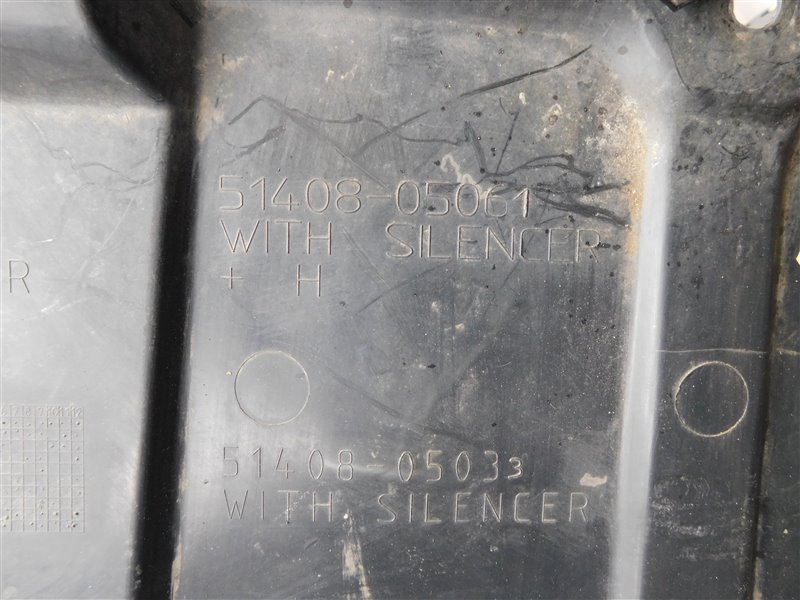 51408-05061
WITH SILENCER
+ H
R
51408-05033
WITH SILENCER